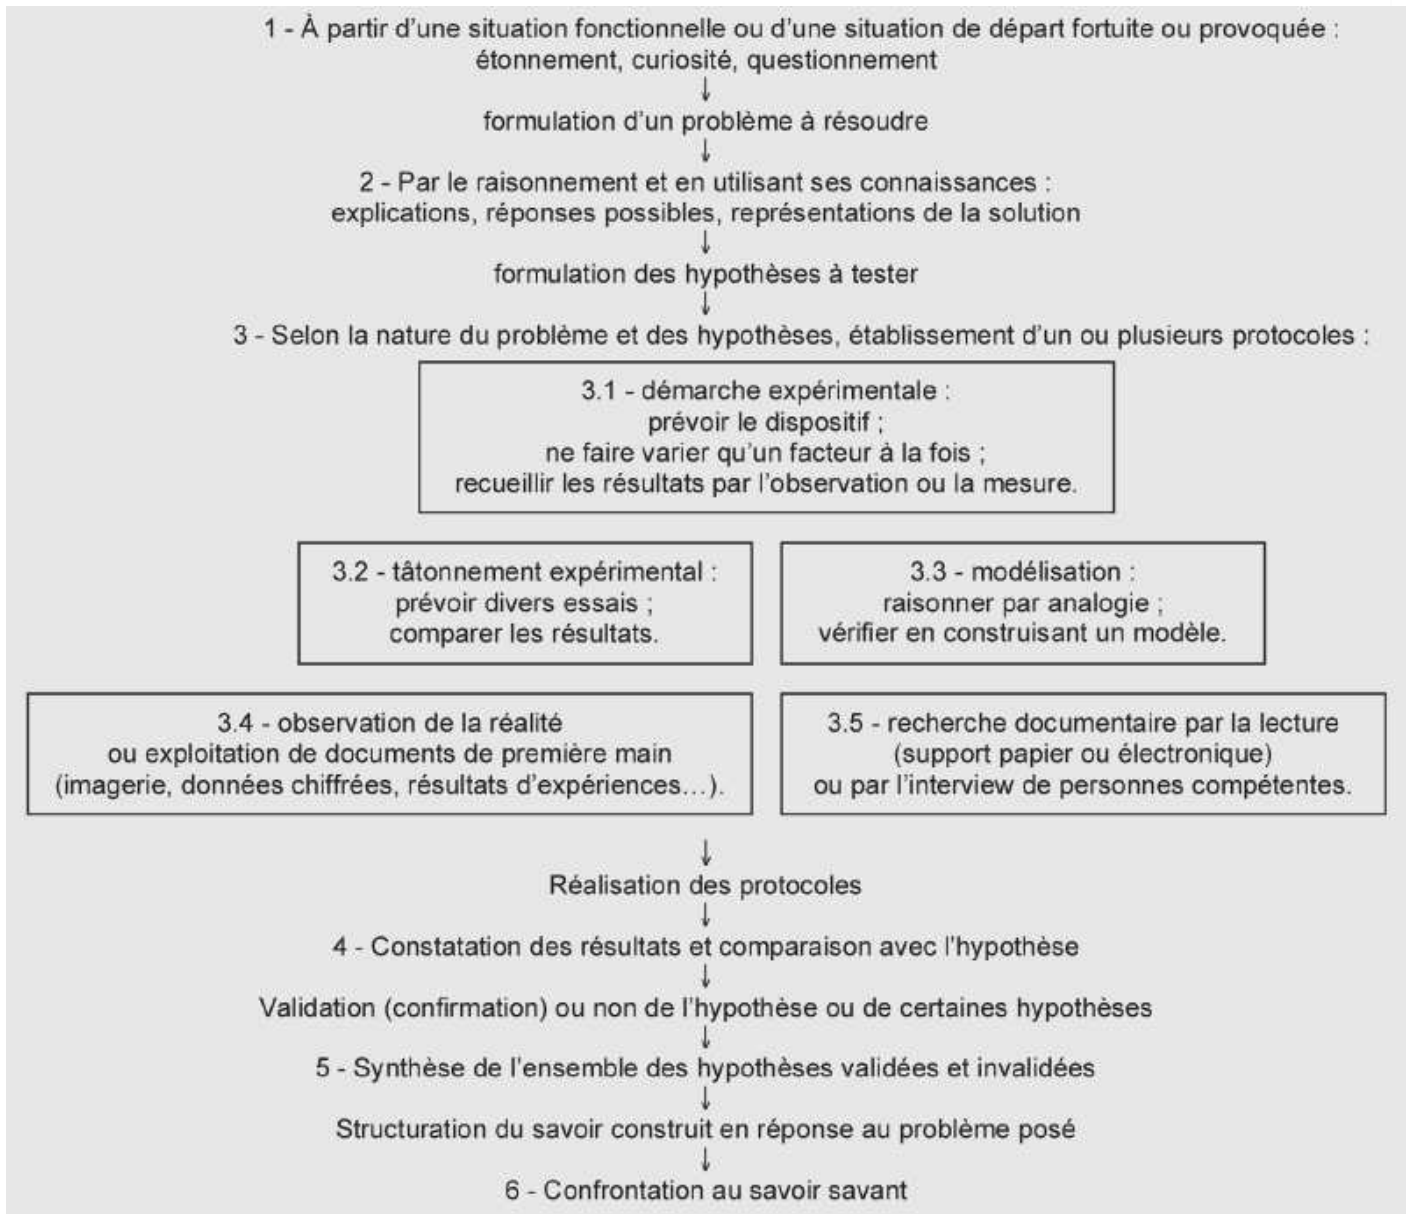 1 - À partir d'une situation fonctionnelle ou d'une situation de départ fortuite ou provoquée :
étonnement, curiosité, questionnement
↓
formulation d'un problème à résoudre
↓
2 - Par le raisonnement et en utilisant ses connaissances :
explications, réponses possibles, représentations de la solution
↓
formulation des hypothèses à tester
↓
3 - Selon la nature du problème et des hypothèses, établissement d'un ou plusieurs protocoles :
3.1 - démarche expérimentale :
prévoir le dispositif ;
ne faire varier qu'un facteur à la fois ;
recueillir les résultats par l'observation ou la mesure.
3.2 - tâtonnement expérimental :
prévoir divers essais ;
comparer les résultats.
3.3 - modélisation :
raisonner par analogie ;
vérifier en construisant un modèle.
3.4 - observation de la réalité
ou exploitation de documents de première main
(imagerie, données chiffrées, résultats d'expériences…).
3.5 - recherche documentaire par la lecture
(support papier ou électronique)
ou par l'interview de personnes compétentes.
↓
Réalisation des protocoles
↓
4 - Constatation des résultats et comparaison avec l'hypothèse
↓
Validation (confirmation) ou non de l'hypothèse ou de certaines hypothèses
↓
5 - Synthèse de l'ensemble des hypothèses validées et invalidées
↓
Structuration du savoir construit en réponse au problème posé
↓
6 - Confrontation au savoir savant